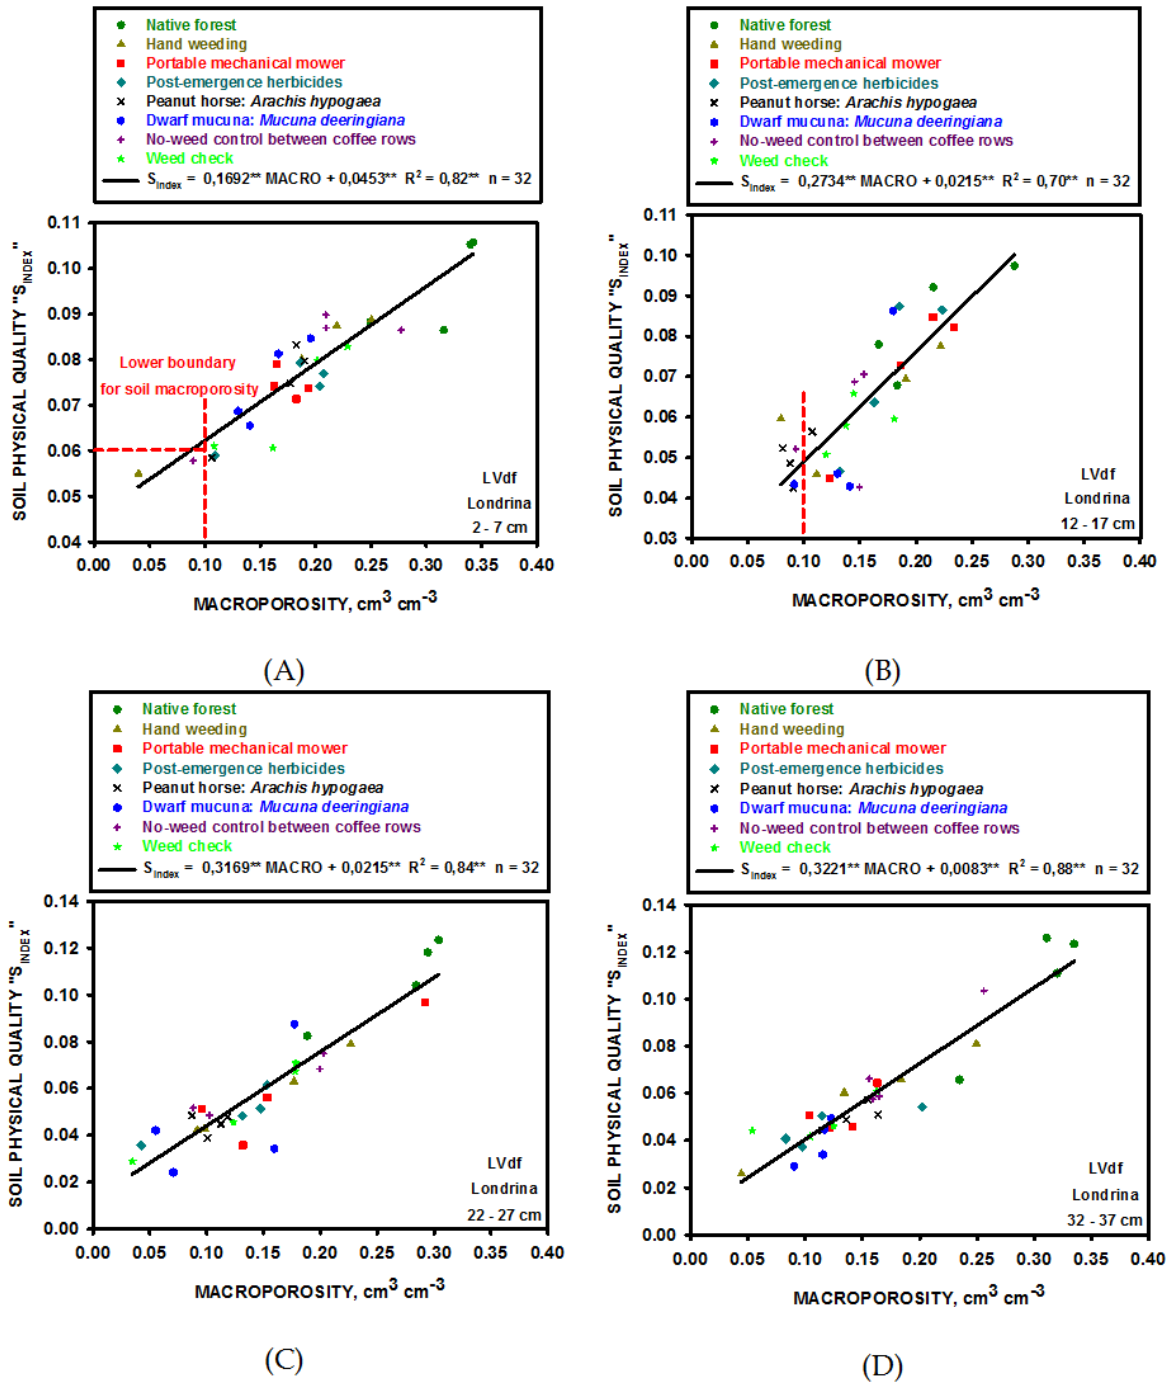 Native forest
Hand weeding
Portable mechanical mower
Post-emergence herbicides
Peanut horse: Arachis hypogaea
Dwarf mucuna: Mucuna deeringiana
No-weed control between coffee rows
Weed check
S Index = 0,1692** MACRO + 0,0453** R² = 0,82** n = 32
SOIL PHYSICAL QUALITY "S INDEX"
0.11
0.10
0.09
0.08
0.07
0.06
0.05
0.04
Lower boundary
for soil macroporosity
LVdf
Londrina
2 - 7 cm
0.00 0.05 0.10 0.15 0.20 0.25 0.30 0.35 0.40
MACROPOROSITY, cm³ cm⁻³
(A)
Native forest
Hand weeding
Portable mechanical mower
Post-emergence herbicides
Peanut horse: Arachis hypogaea
Dwarf mucuna: Mucuna deeringiana
No-weed control between coffee rows
Weed check
S Index = 0,2734** MACRO + 0,0215** R² = 0,70** n = 32
SOIL PHYSICAL QUALITY "S INDEX"
0.11
0.10
0.09
0.08
0.07
0.06
0.05
0.04
0.03
LVdf
Londrina
12 - 17 cm
0.00 0.05 0.10 0.15 0.20 0.25 0.30 0.35 0.40
MACROPOROSITY, cm³ cm⁻³
(B)
Native forest
Hand weeding
Portable mechanical mower
Post-emergence herbicides
Peanut horse: Arachis hypogaea
Dwarf mucuna: Mucuna deeringiana
No-weed control between coffee rows
Weed check
S Index = 0,3169** MACRO + 0,0215** R² = 0,84** n = 32
SOIL PHYSICAL QUALITY "S INDEX"
0.14
0.12
0.10
0.08
0.06
0.04
0.02
0.00
LVdf
Londrina
22 - 27 cm
0.00 0.05 0.10 0.15 0.20 0.25 0.30 0.35 0.40
MACROPOROSITY, cm³ cm⁻³
(C)
Native forest
Hand weeding
Portable mechanical mower
Post-emergence herbicides
Peanut horse: Arachis hypogaea
Dwarf mucuna: Mucuna deeringiana
No-weed control between coffee rows
Weed check
S Index = 0,3221** MACRO + 0,0083** R² = 0,88** n = 32
SOIL PHYSICAL QUALITY "S INDEX"
0.14
0.12
0.10
0.08
0.06
0.04
0.02
0.00
LVdf
Londrina
32 - 37 cm
0.00 0.05 0.10 0.15 0.20 0.25 0.30 0.35 0.40
MACROPOROSITY, cm³ cm⁻³
(D)